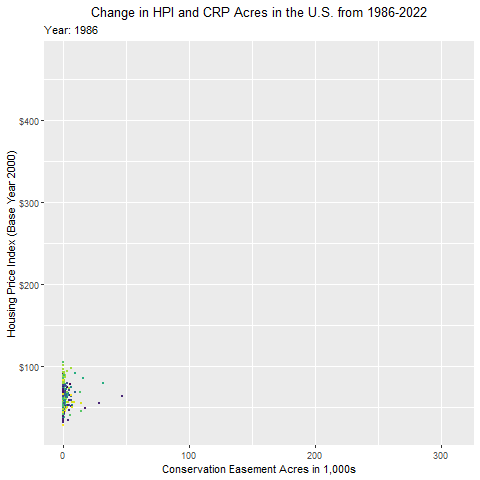 Change in HPI and CRP Acres in the U.S. from 1986-2022
Year: 1986
Housing Price Index (Base Year 2000)
$400
$300
$200
$100
0
100
200
300
Conservation Easement Acres in 1,000s